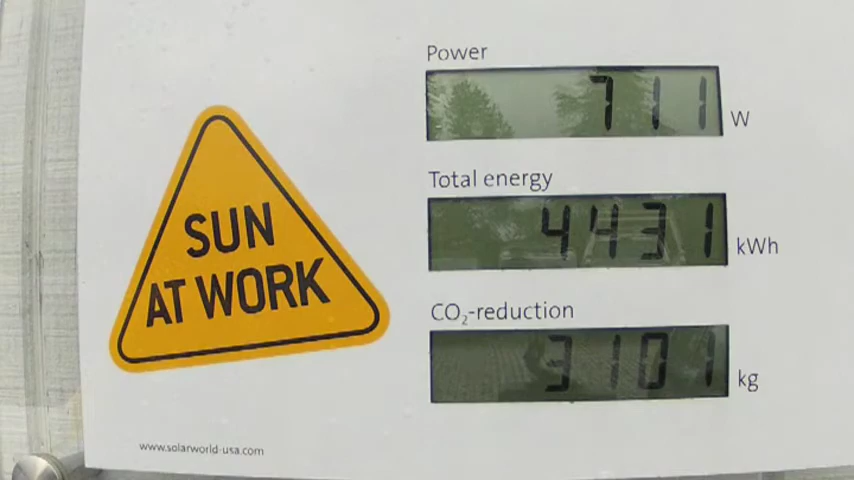 Power
711 W
Total energy
4431 kWh
CO₂-reduction
3101 kg
SUN
AT WORK
www.solarworld-usa.com